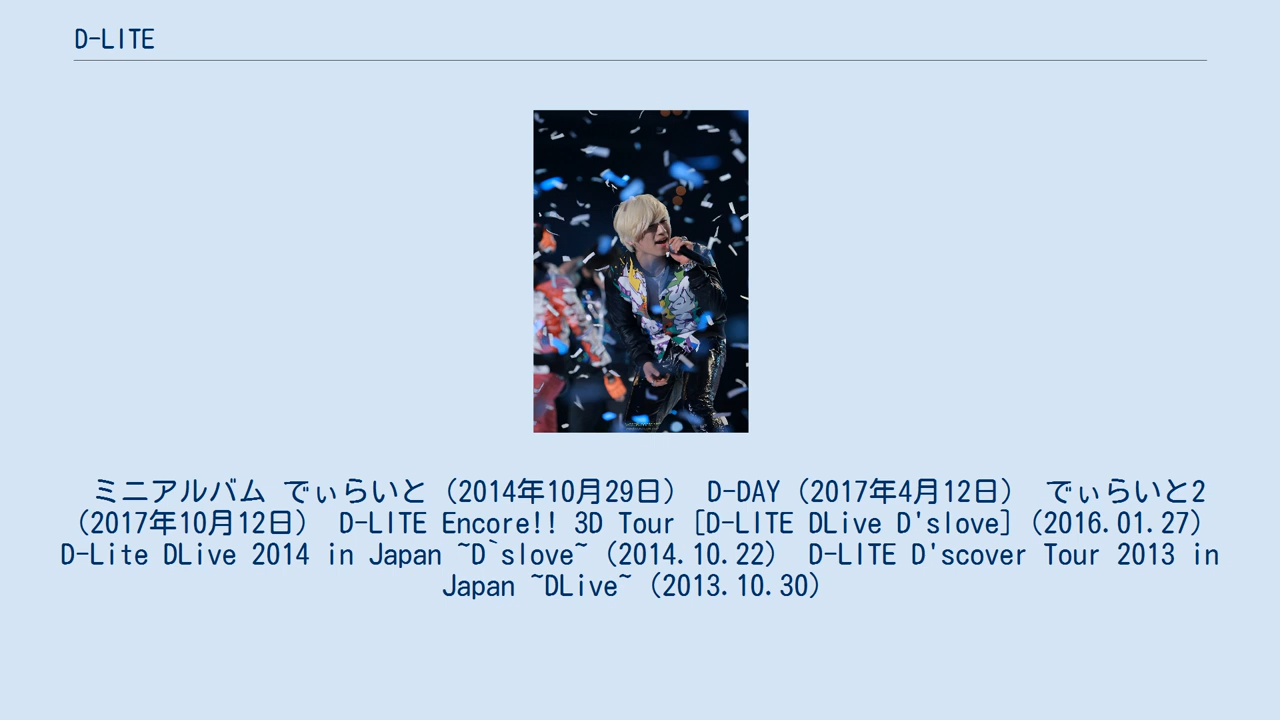 D-LITE
ミニアルバム でぃらいと（2014年10月29日） D-DAY（2017年4月12日） でぃらいと2
（2017年10月12日） D-LITE Encore!! 3D Tour [D-LITE DLive D'slove]（2016.01.27）
D-Lite DLive 2014 in Japan ~D`slove~（2014.10.22） D-LITE D'scover Tour 2013 in
Japan ~DLive~（2013.10.30）